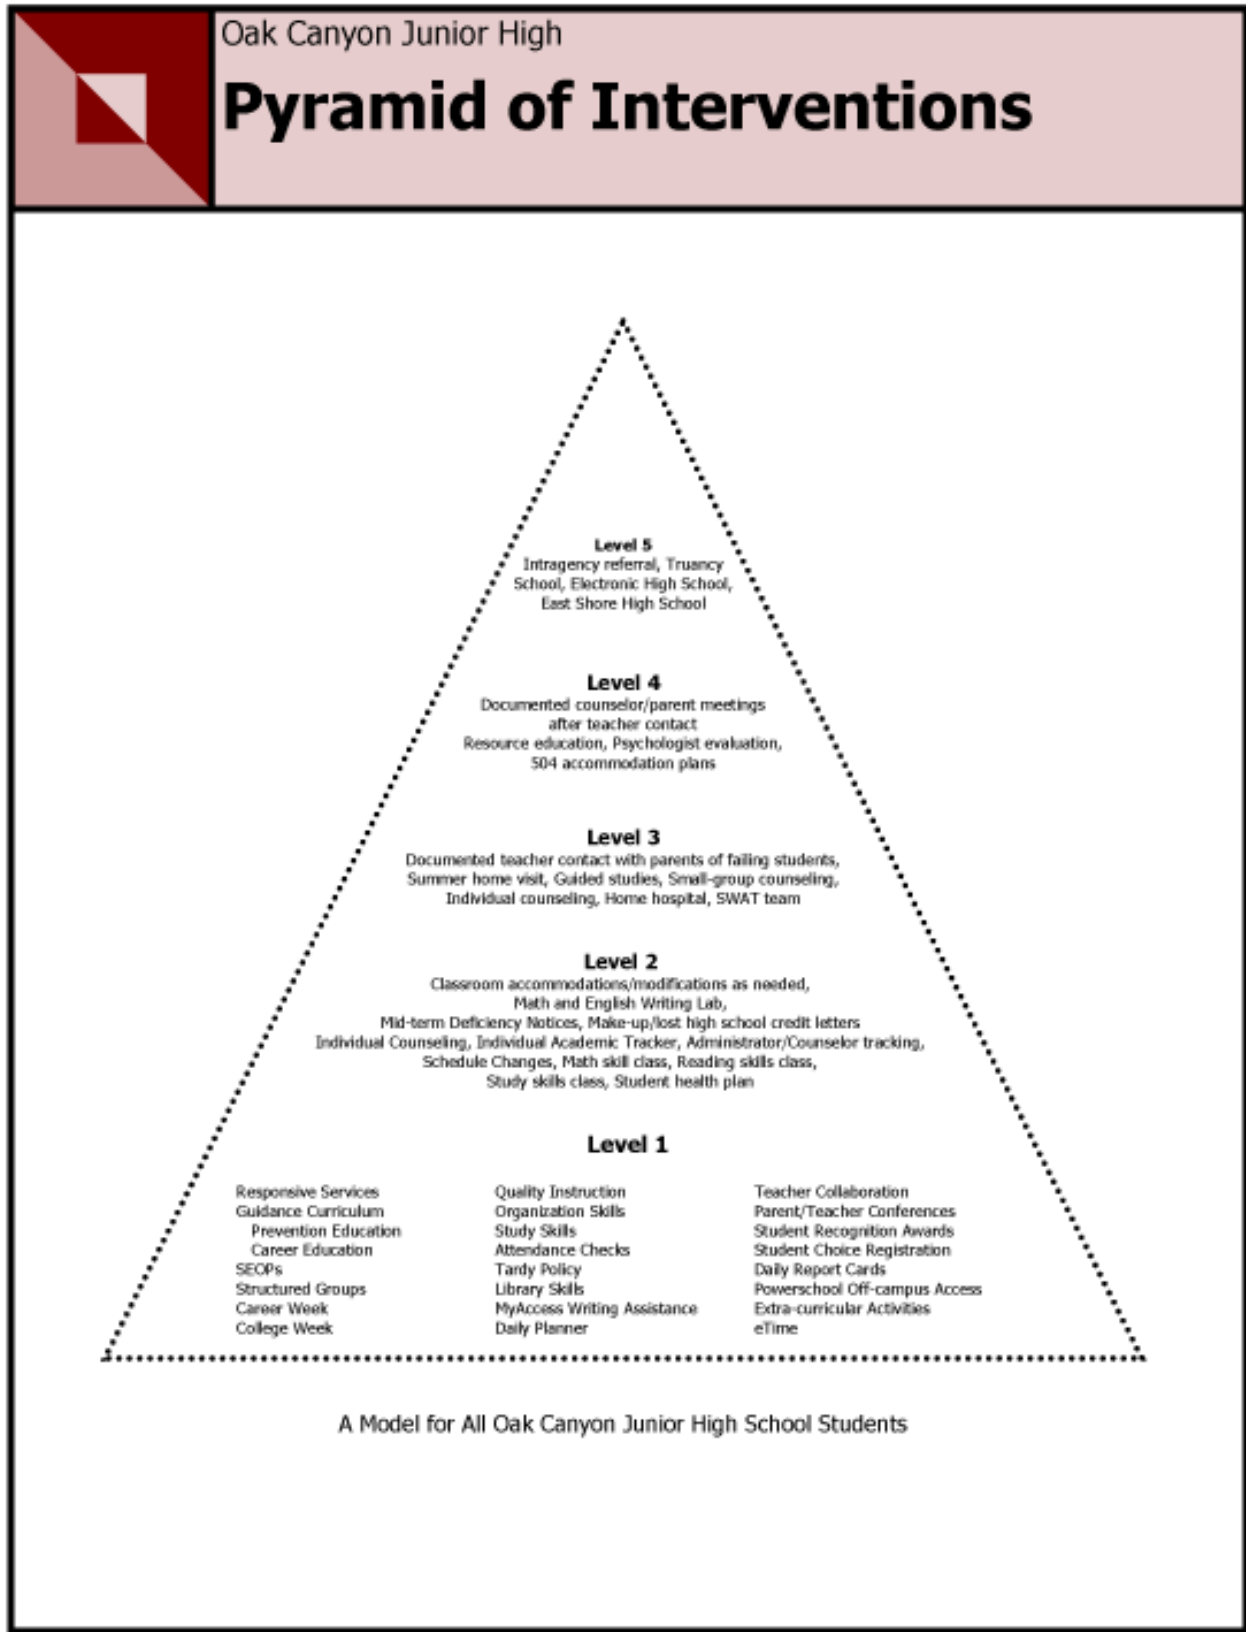 Oak Canyon Junior High
Pyramid of Interventions
Level 5
Intragency referral, Truancy
School, Electronic High School,
East Shore High School
Level 4
Documented counselor/parent meetings
after teacher contact
Resource education, Psychologist evaluation,
504 accommodation plans
Level 3
Documented teacher contact with parents of failing students,
Summer home visit, Guided studies, Small-group counseling,
Individual counseling, Home hospital, SWAT team
Level 2
Classroom accommodations/modifications as needed,
Math and English Writing Lab,
Mid-term Deficiency Notices, Make-up/lost high school credit letters
Individual Counseling, Individual Academic Tracker, Administrator/Counselor tracking,
Schedule Changes, Math skill class, Reading skills class,
Study skills class, Student health plan
Level 1
Responsive Services
Guidance Curriculum
Prevention Education
Career Education
SEOPs
Structured Groups
Career Week
College Week
Quality Instruction
Organization Skills
Study Skills
Attendance Checks
Tardy Policy
Library Skills
MyAccess Writing Assistance
Daily Planner
Teacher Collaboration
Parent/Teacher Conferences
Student Recognition Awards
Student Choice Registration
Daily Report Cards
Powerschool Off-campus Access
Extra-curricular Activities
eTime
A Model for All Oak Canyon Junior High School Students